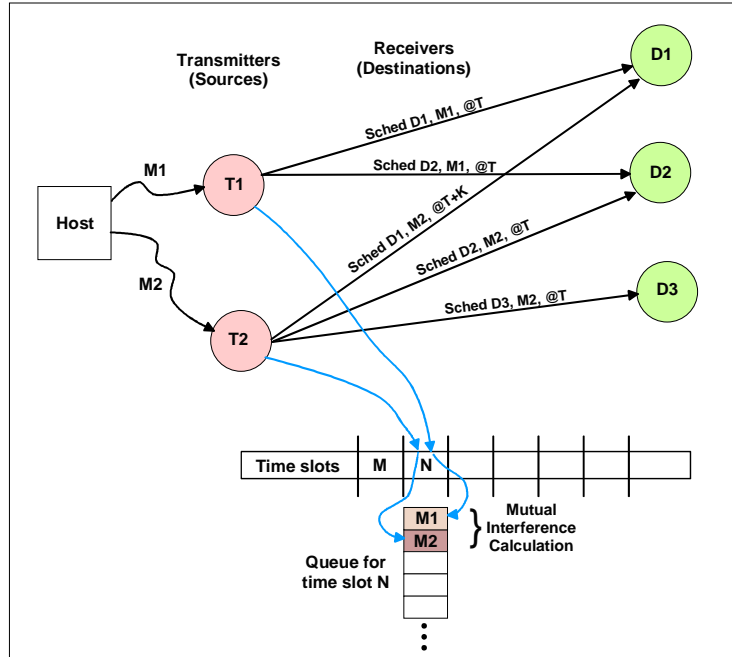 Transmitters
(Sources)
Receivers
(Destinations)
D1
Sched D1, M1, @T
M1
T1
Sched D2, M1, @T
D2
Host
Sched D1, M2, @T+K
Sched D2, M2, @T
M2
D3
Sched D3, M2, @T
T2
Time slots
M
N
M1
M2
Mutual
Interference
Calculation
Queue for
time slot N